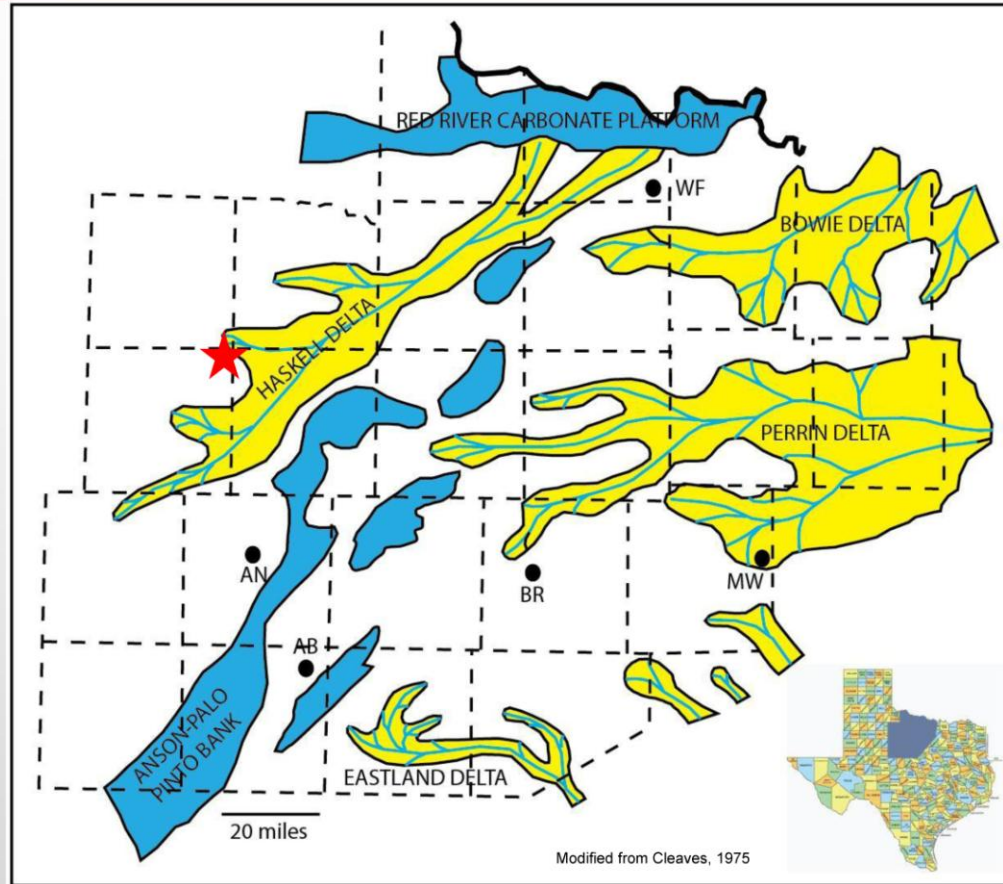 RED RIVER CARBONATE PLATFORM
WF
BOWIE DELTA
HASKELL DELTA
PERRIN DELTA
AN
BR
MW
AB
ANSON-PALO
PINTO BANK
EASTLAND DELTA
20 miles
Modified from Cleaves, 1975